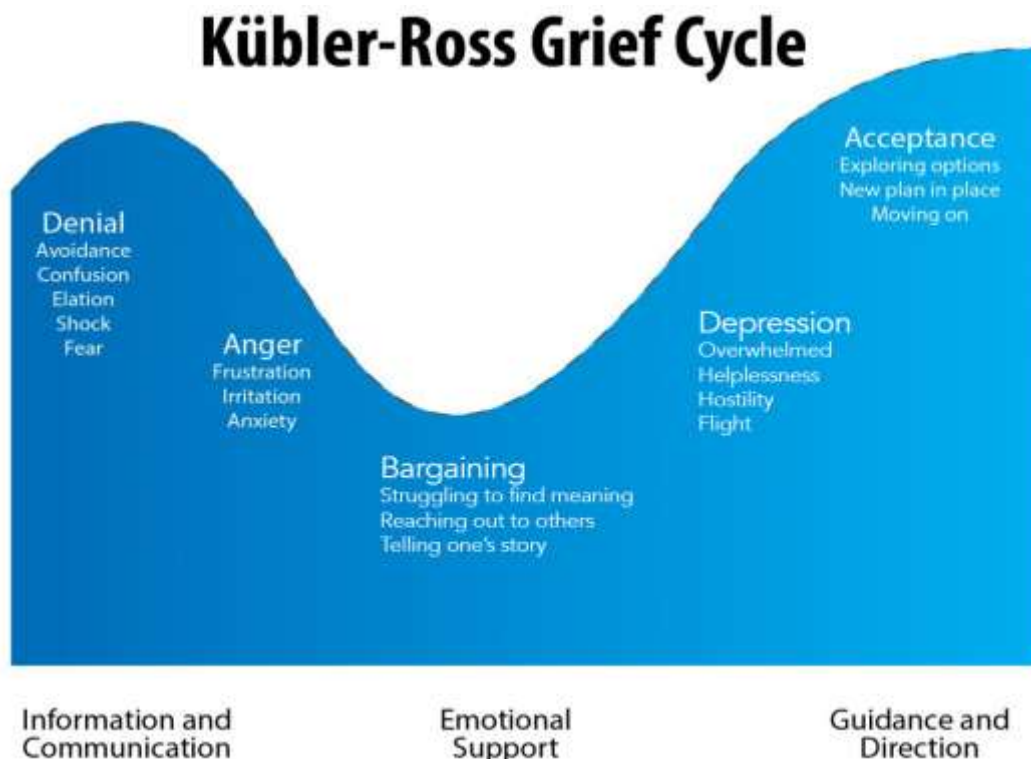 Kübler-Ross Grief Cycle
Denial
Avoidance
Confusion
Elation
Shock
Fear
Anger
Frustration
Irritation
Anxiety
Bargaining
Struggling to find meaning
Reaching out to others
Telling one's story
Depression
Overwhelmed
Helplessness
Hostility
Flight
Acceptance
Exploring options
New plan in place
Moving on
Information and
Communication
Emotional
Support
Guidance and
Direction